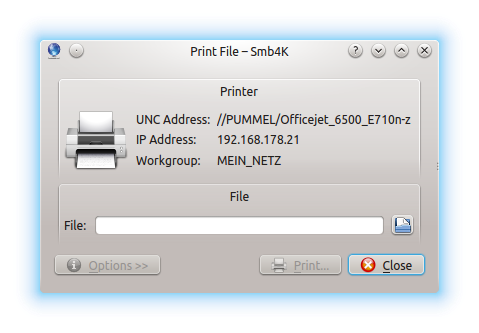 Print File – Smb4K
Printer
UNC Address: //PUMMEL/Officejet_6500_E710n-z
IP Address: 192.168.178.21
Workgroup: MEIN_NETZ
File
File:
Options >>
Print...
Close